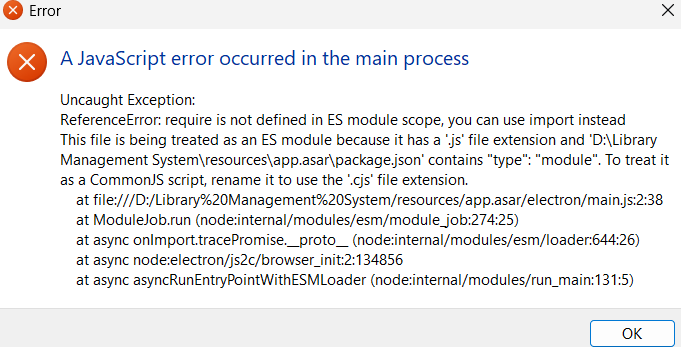 Error
A JavaScript error occurred in the main process
Uncaught Exception:
ReferenceError: require is not defined in ES module scope, you can use import instead
This file is being treated as an ES module because it has a '.js' file extension and 'D:\Library
Management System\resources\app.asar\package.json' contains "type": "module". To treat it
as a CommonJS script, rename it to use the '.cjs' file extension.
at file:///D:/Library%20Management%20System/resources/app.asar/electron/main.js:2:38
at ModuleJob.run (node:internal/modules/esm/module_job:274:25)
at async onImport.tracePromise.__proto__ (node:internal/modules/esm/loader:644:26)
at async node:electron/js2c/browser_init:2:134856
at async asyncRunEntryPointWithESMLoader (node:internal/modules/run_main:131:5)
OK